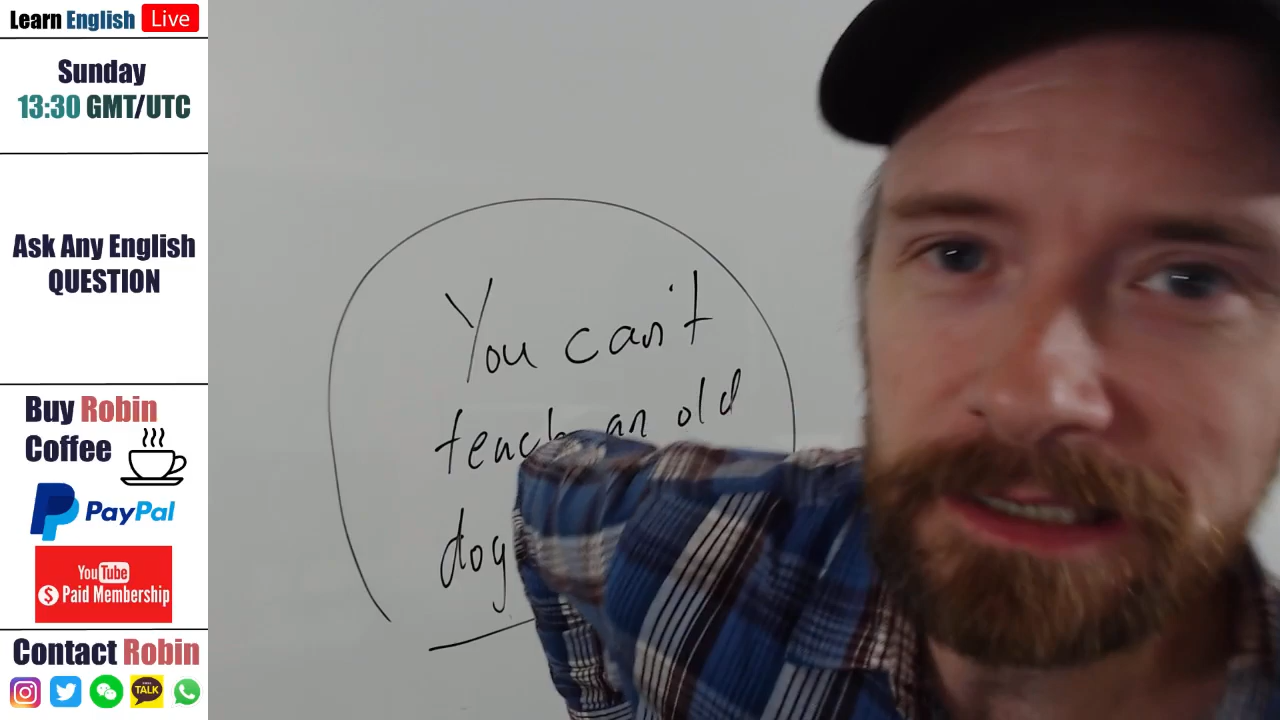 Learn English Live
Sunday
13:30 GMT/UTC
Ask Any English
QUESTION
Buy Robin
Coffee
PayPal
YouTube
$ Paid Membership
Contact Robin
TALK
You can't
teach an old
dog